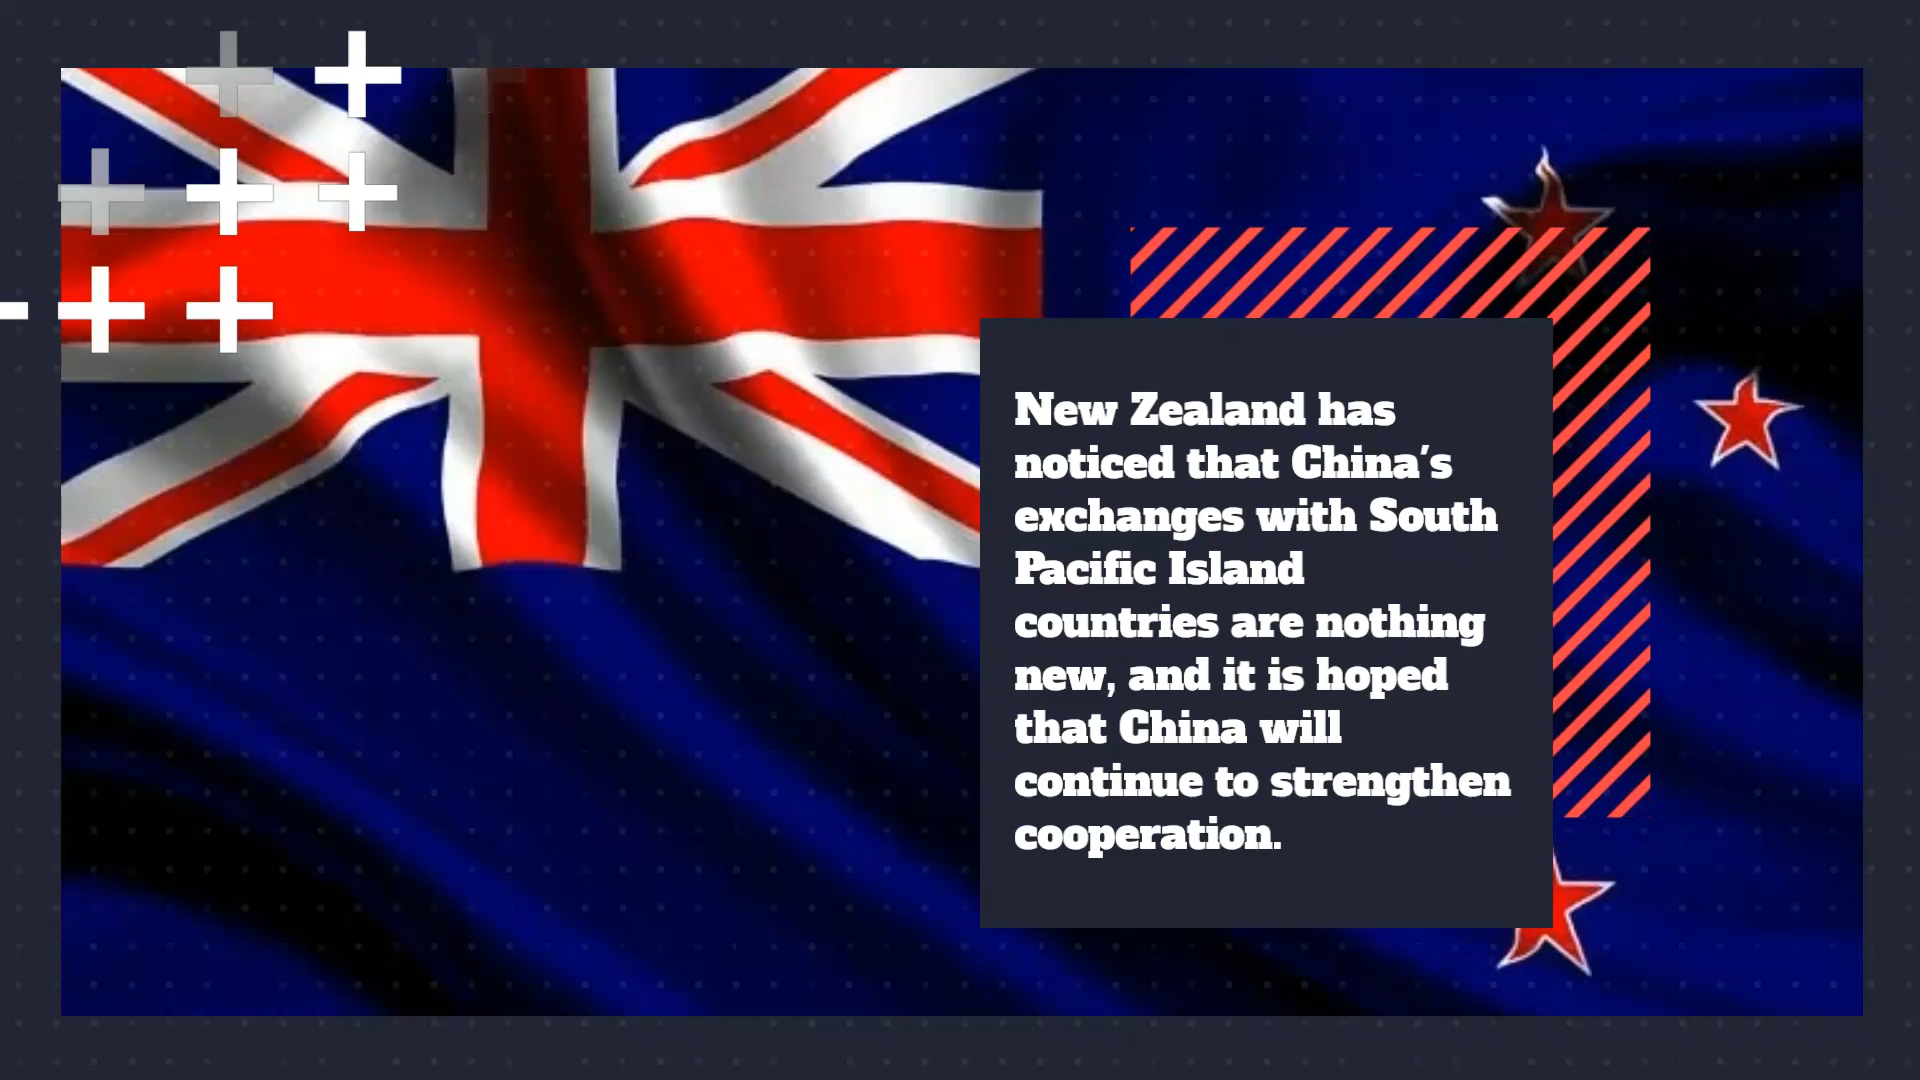 New Zealand has
noticed that China's
exchanges with South
Pacific Island
countries are nothing
new, and it is hoped
that China will
continue to strengthen
cooperation.